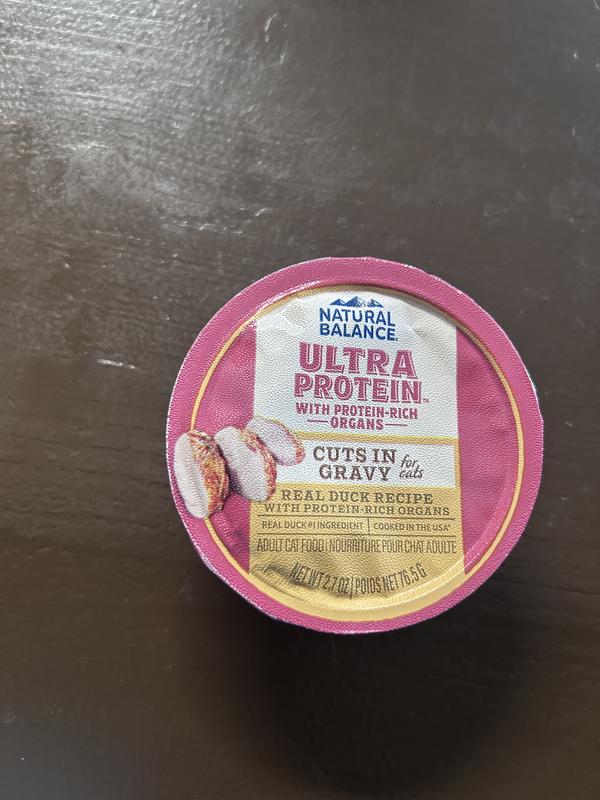 NATURAL
BALANCE®
ULTRA
PROTEIN™
WITH PROTEIN-RICH
ORGANS
CUTS IN
GRAVY for cats
REAL DUCK RECIPE
WITH PROTEIN-RICH ORGANS
REAL DUCK #1 INGREDIENT | COOKED IN THE USA*
ADULT CAT FOOD | NOURRITURE POUR CHAT ADULTE
NET WT 2.7 OZ | POIDS NET 76.5 G